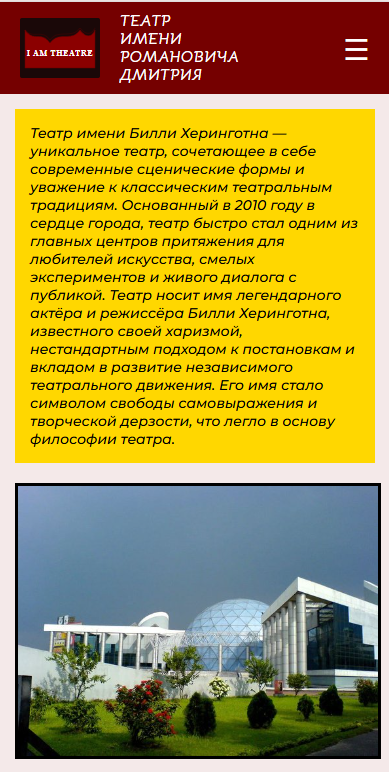 I AM THEATRE
ТЕАТР
ИМЕНИ
РОМАНОВИЧА
ДМИТРИЯ
Театр имени Билли Херинготна —
уникальное театр, сочетающее в себе
современные сценические формы и
уважение к классическим театральным
традициям. Основанный в 2010 году в
сердце города, театр быстро стал одним из
главных центров притяжения для
любителей искусства, смелых
экспериментов и живого диалога с
публикой. Театр носит имя легендарного
актёра и режиссёра Билли Херинготна,
известного своей харизмой,
нестандартным подходом к постановкам и
вкладом в развитие независимого
театрального движения. Его имя стало
символом свободы самовыражения и
творческой дерзости, что легло в основу
философии театра.